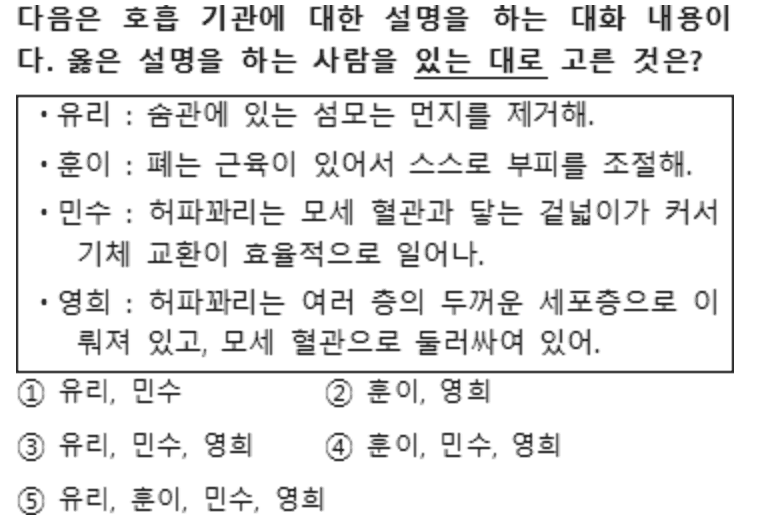 다음은 호흡 기관에 대한 설명을 하는 대화 내용이
다. 옳은 설명을 하는 사람을 있는 대로 고른 것은?
・유리 : 숨관에 있는 섬모는 먼지를 제거해.
・훈이 : 폐는 근육이 있어서 스스로 부피를 조절해.
・민수 : 허파꽈리는 모세 혈관과 닿는 겉넓이가 커서
기체 교환이 효율적으로 일어나.
・영희 : 허파꽈리는 여러 층의 두꺼운 세포층으로 이
뤄져 있고, 모세 혈관으로 둘러싸여 있어.
① 유리, 민수 ② 훈이, 영희
③ 유리, 민수, 영희 ④ 훈이, 민수, 영희
⑤ 유리, 훈이, 민수, 영희